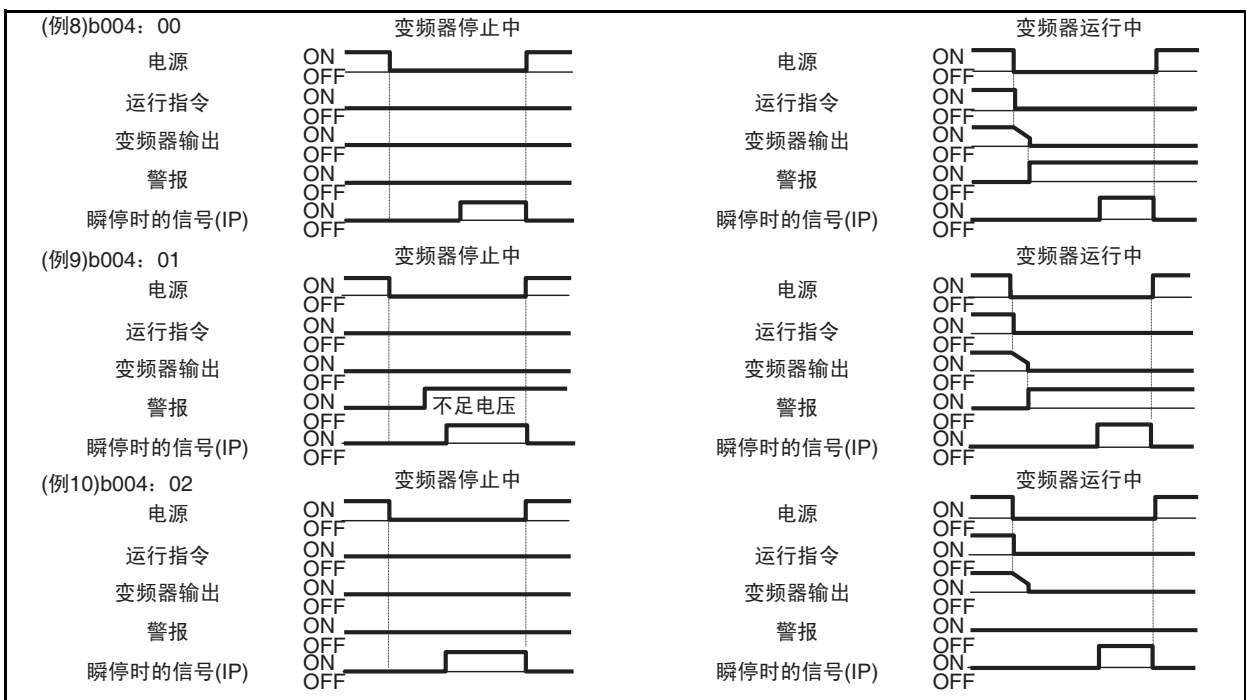 (例8)b004：00 变频器停止中 变频器运行中
电源 ON OFF 电源 ON OFF
运行指令 ON OFF 运行指令 ON OFF
变频器输出 ON OFF 变频器输出 ON OFF
警报 ON OFF 警报 ON OFF
瞬停时的信号(IP) ON OFF 瞬停时的信号(IP) ON OFF
(例9)b004：01 变频器停止中 变频器运行中
电源 ON OFF 电源 ON OFF
运行指令 ON OFF 运行指令 ON OFF
变频器输出 ON OFF 变频器输出 ON OFF
警报 ON OFF 不足电压 警报 ON OFF
瞬停时的信号(IP) ON OFF 瞬停时的信号(IP) ON OFF
(例10)b004：02 变频器停止中 变频器运行中
电源 ON OFF 电源 ON OFF
运行指令 ON OFF 运行指令 ON OFF
变频器输出 ON OFF 变频器输出 ON OFF
警报 ON OFF 警报 ON OFF
瞬停时的信号(IP) ON OFF 瞬停时的信号(IP) ON OFF